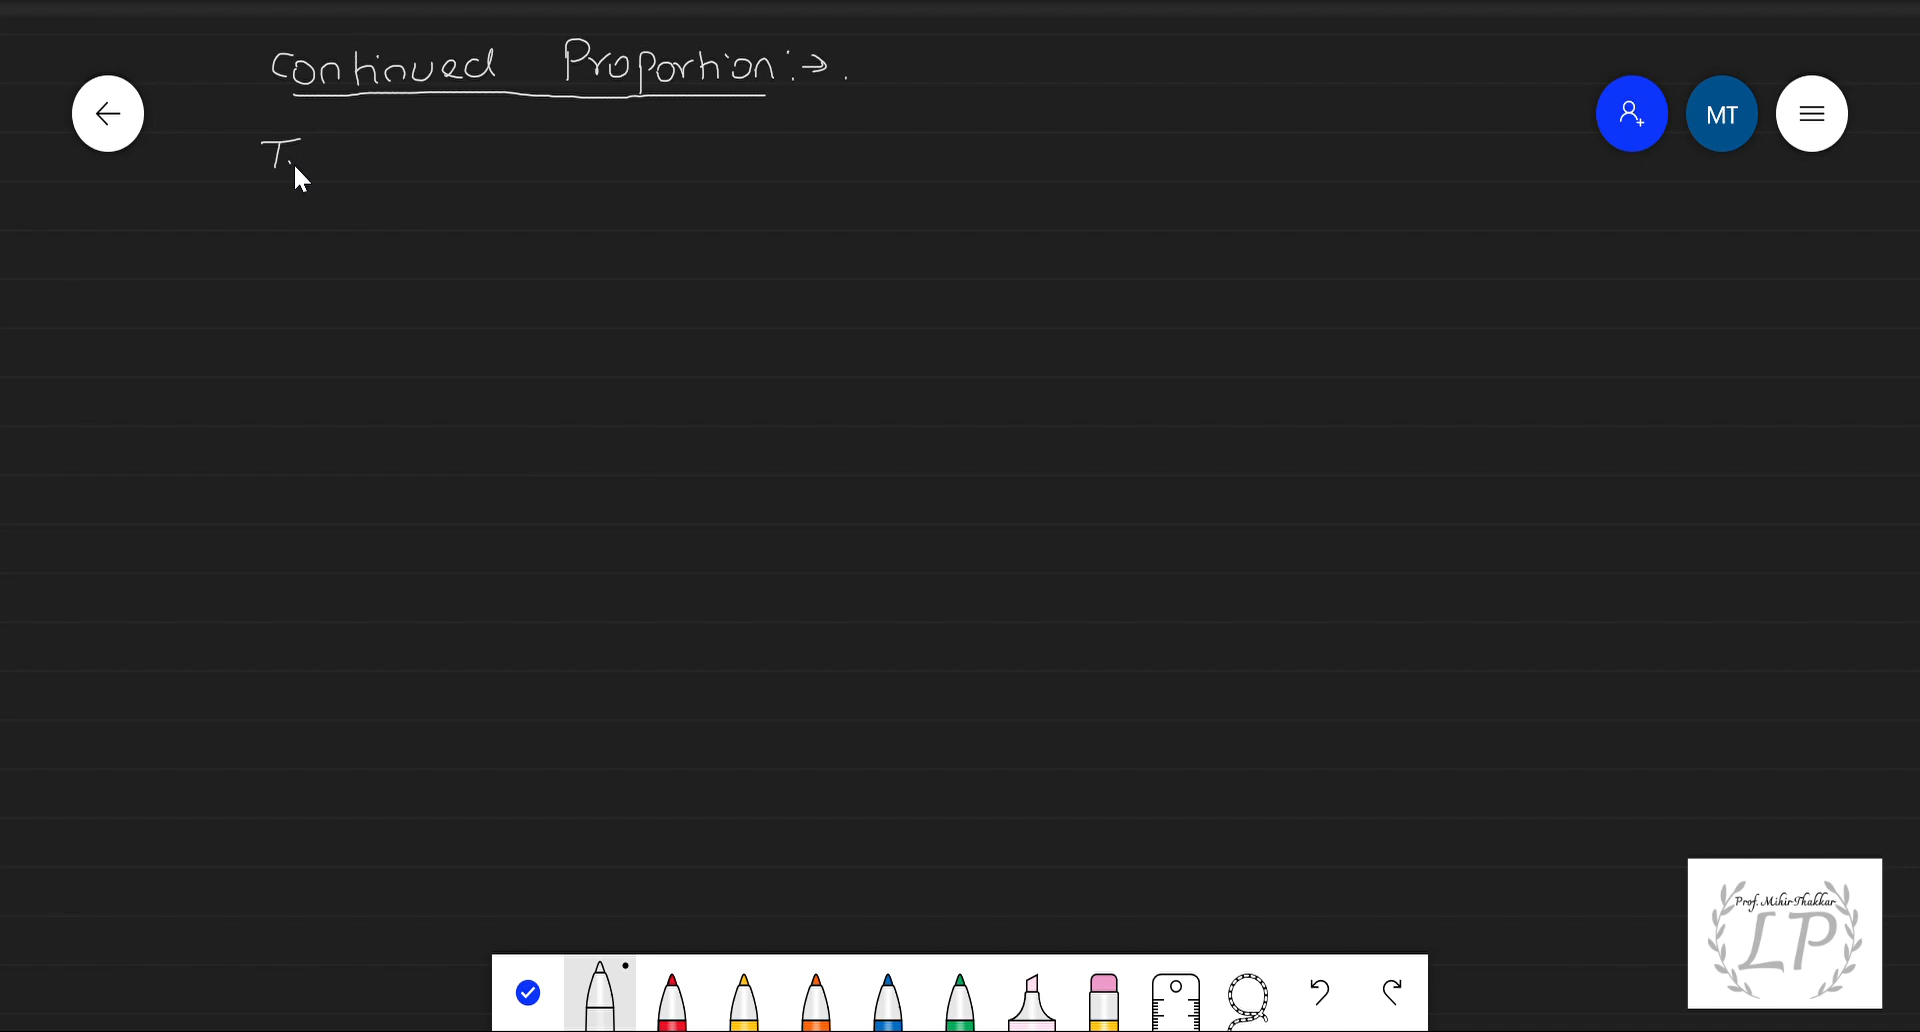 Continued Proportion :→ .
T.
MT
Prof. Mihir Thakkar
LP